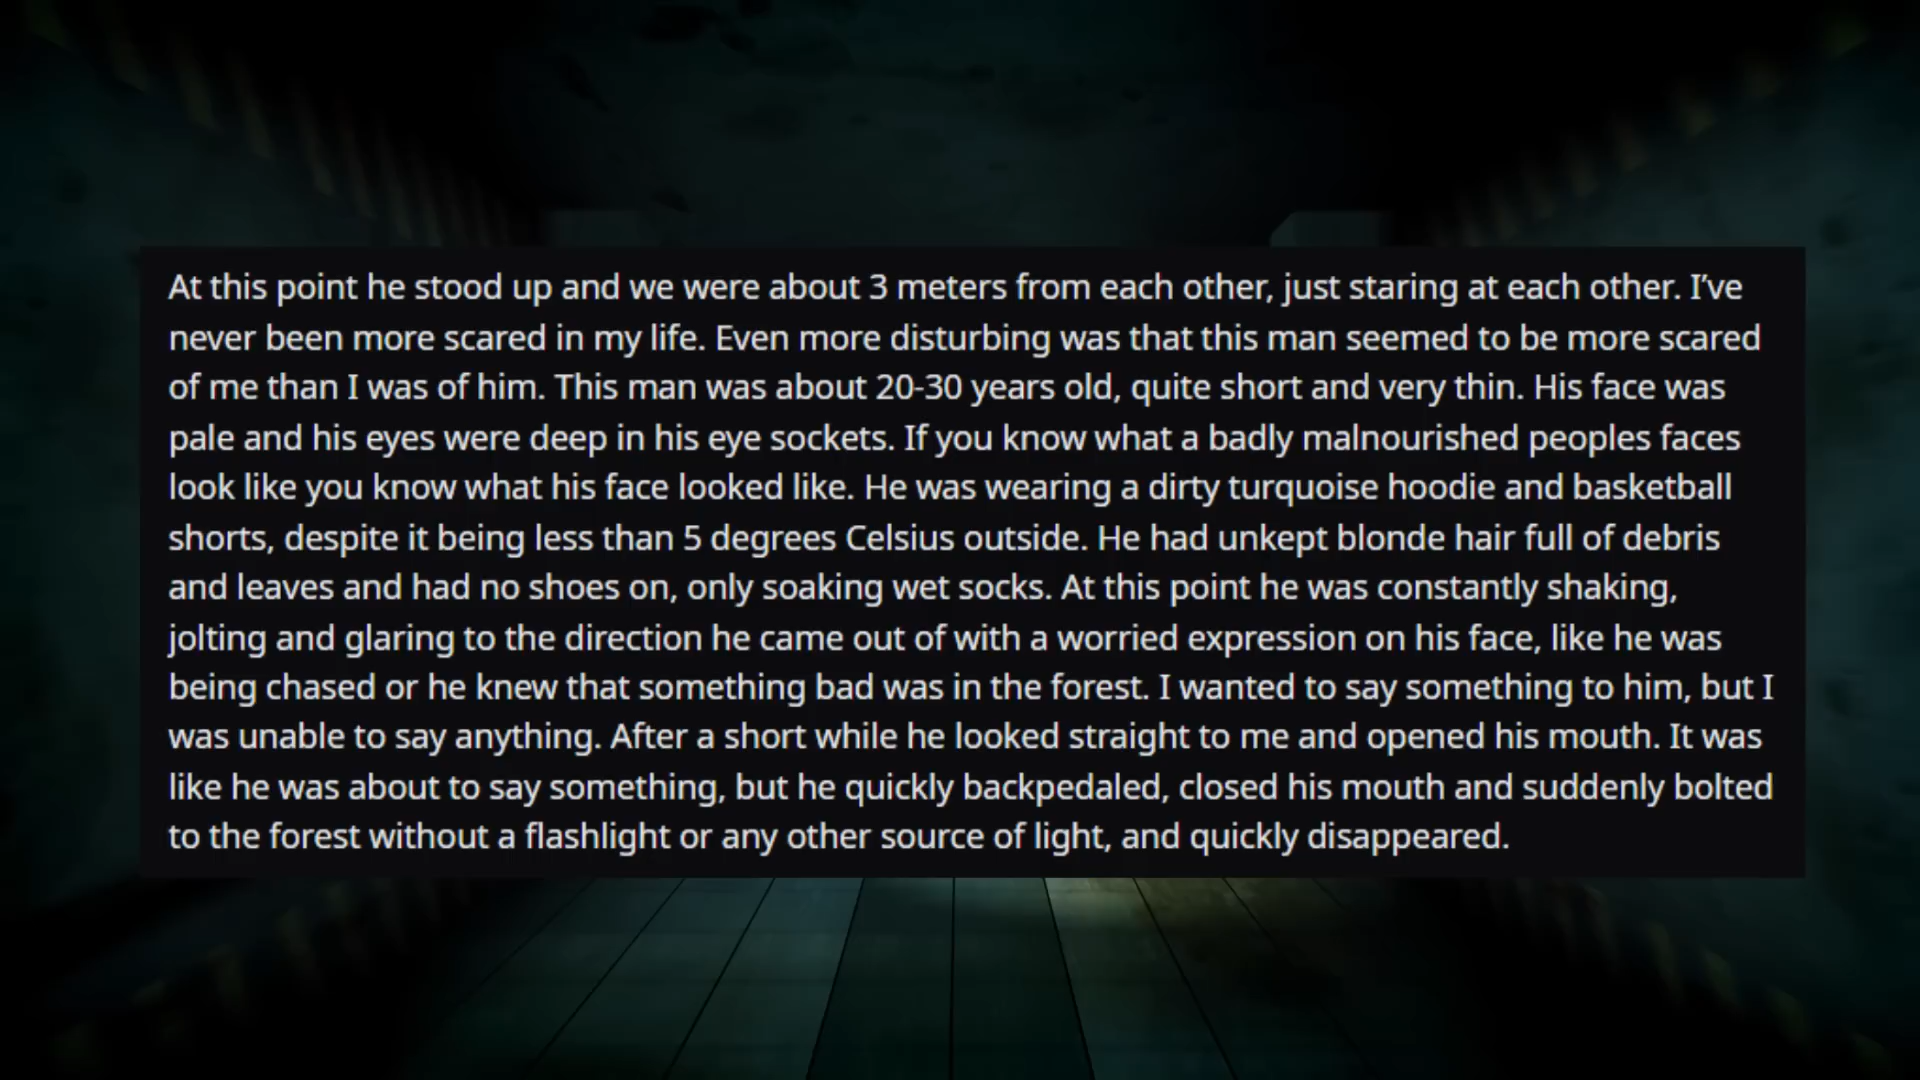 At this point he stood up and we were about 3 meters from each other, just staring at each other. I’ve
never been more scared in my life. Even more disturbing was that this man seemed to be more scared
of me than I was of him. This man was about 20-30 years old, quite short and very thin. His face was
pale and his eyes were deep in his eye sockets. If you know what a badly malnourished peoples faces
look like you know what his face looked like. He was wearing a dirty turquoise hoodie and basketball
shorts, despite it being less than 5 degrees Celsius outside. He had unkept blonde hair full of debris
and leaves and had no shoes on, only soaking wet socks. At this point he was constantly shaking,
jolting and glaring to the direction he came out of with a worried expression on his face, like he was
being chased or he knew that something bad was in the forest. I wanted to say something to him, but I
was unable to say anything. After a short while he looked straight to me and opened his mouth. It was
like he was about to say something, but he quickly backpedaled, closed his mouth and suddenly bolted
to the forest without a flashlight or any other source of light, and quickly disappeared.